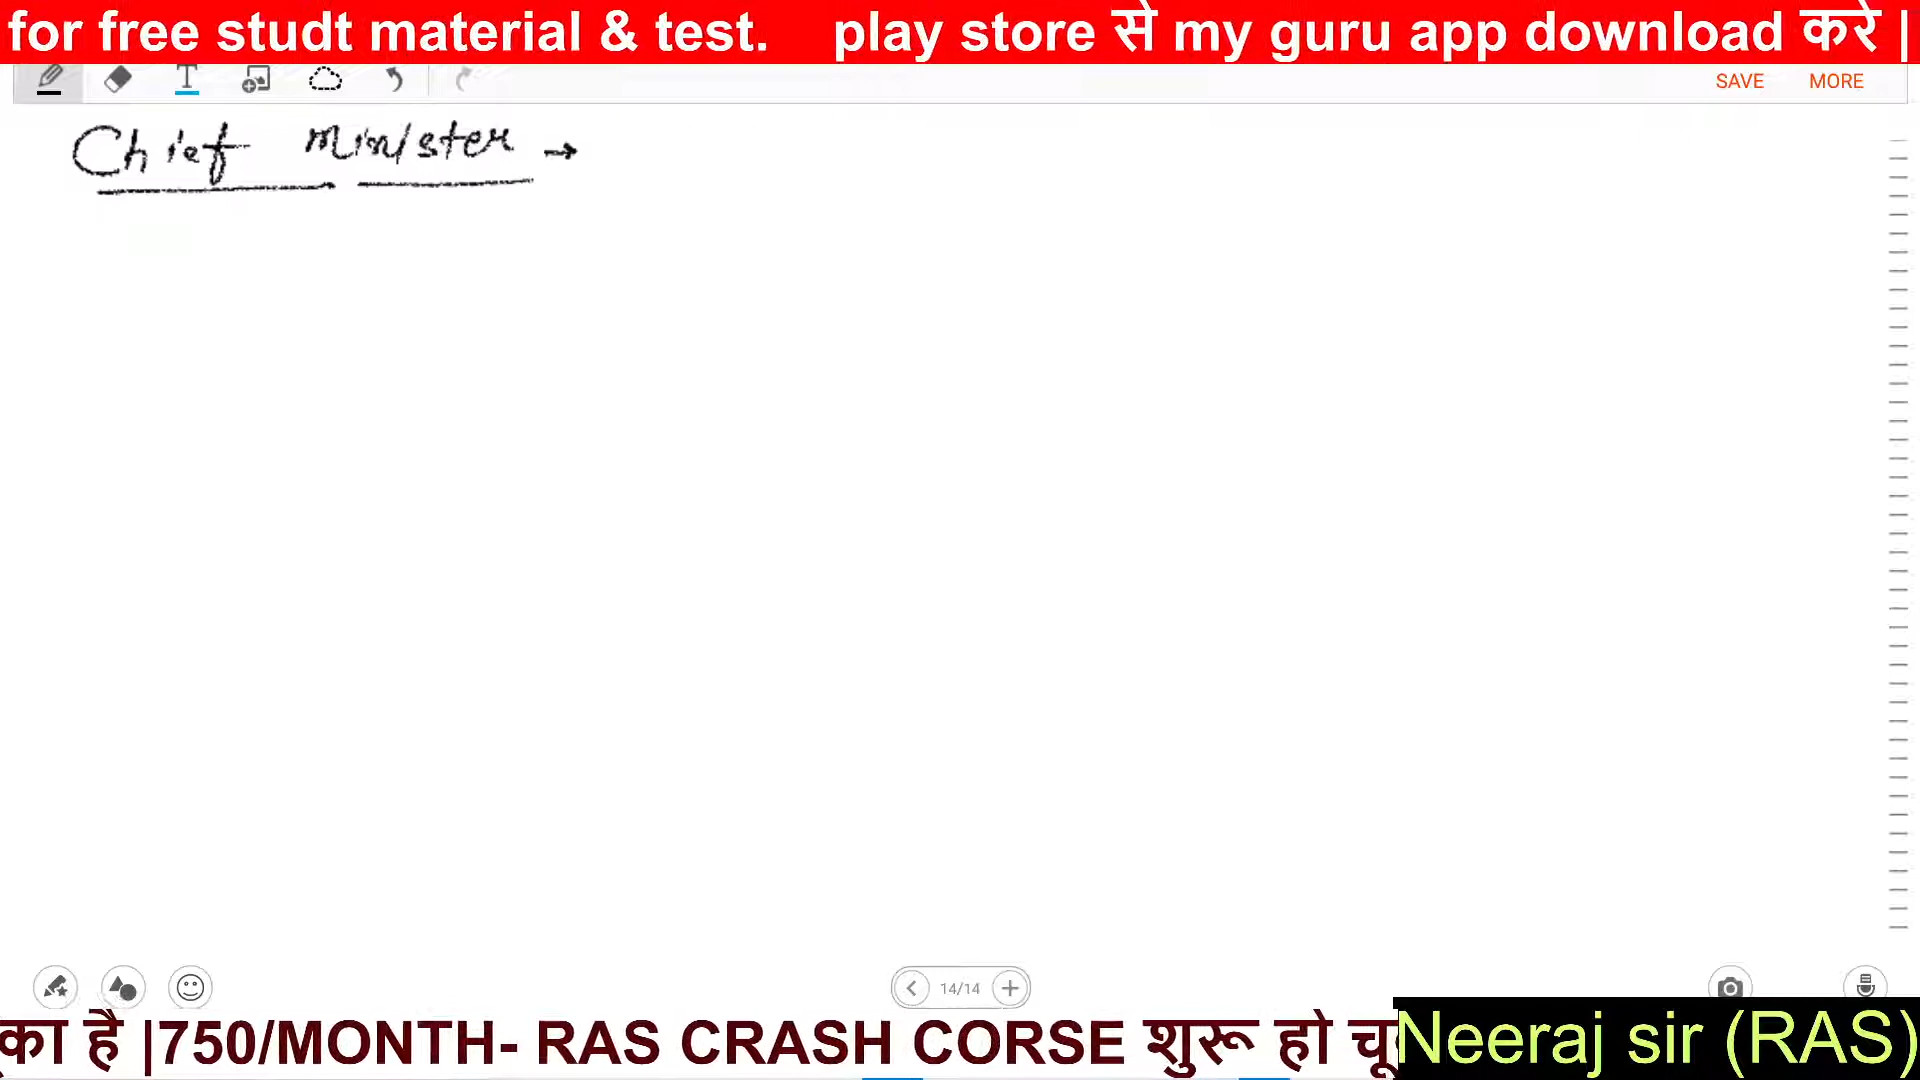 for free studt material & test. play store से my guru app download करे |
T SAVE MORE
Chief Minister →
14/14
का है |750/MONTH- RAS CRASH CORSE शुरू हो
Neeraj sir (RAS)